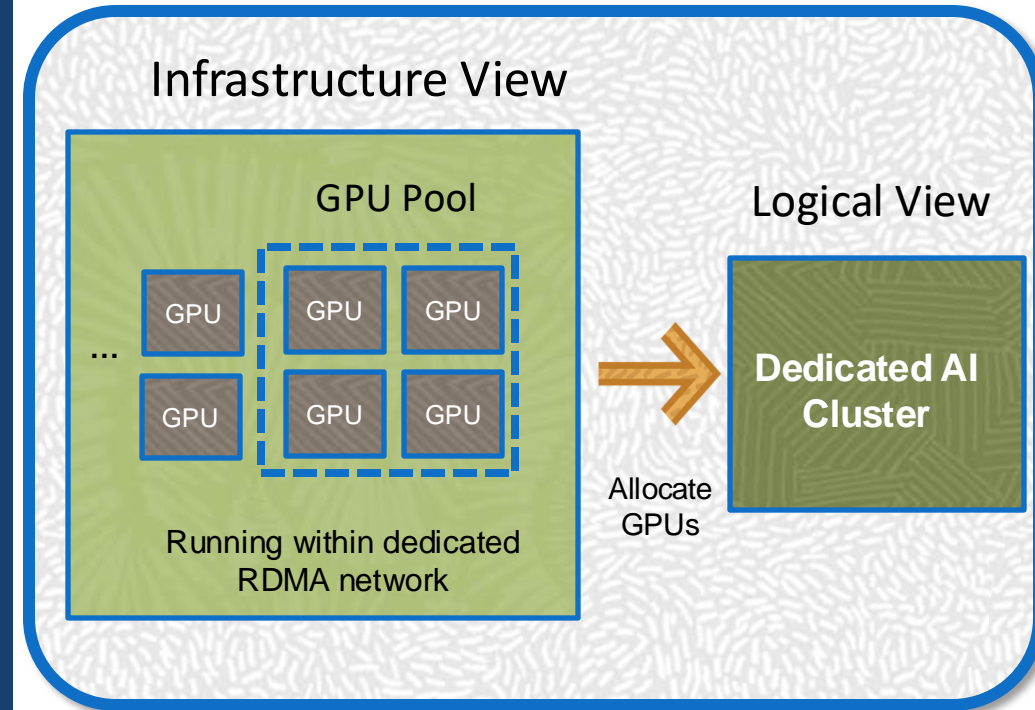 Infrastructure View
GPU Pool
GPU GPU GPU
...
GPU GPU GPU
Running within dedicated
RDMA network
Allocate
GPUs
Logical View
Dedicated AI
Cluster